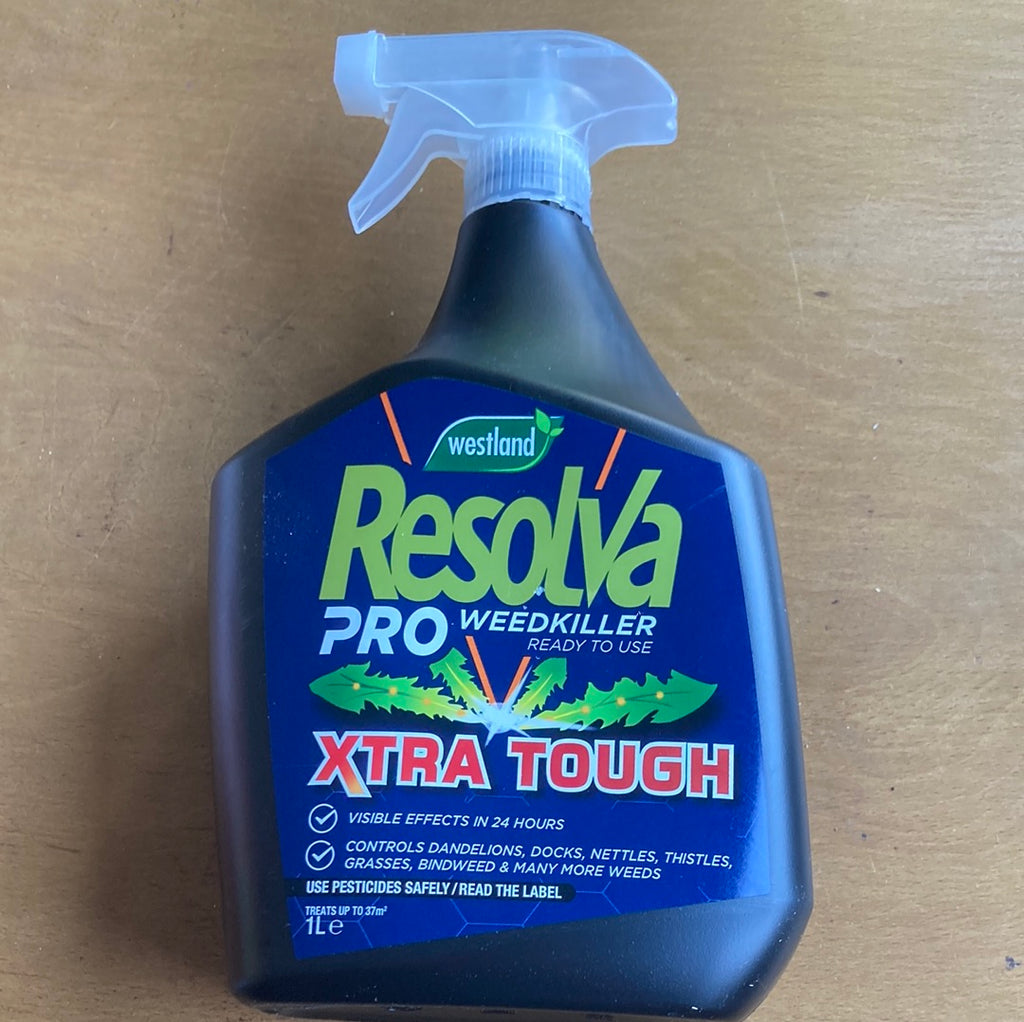 westland
Resolva
PRO WEEDKILLER
READY TO USE
XTRA TOUGH
VISIBLE EFFECTS IN 24 HOURS
CONTROLS DANDELIONS, DOCKS, NETTLES, THISTLES,
GRASSES, BINDWEED & MANY MORE WEEDS
USE PESTICIDES SAFELY/READ THE LABEL
TREATS UP TO 37m²
1L℮